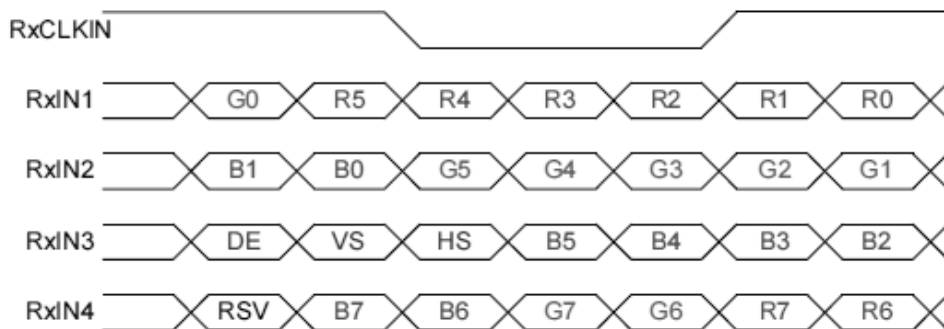 RxCLKIN
RxIN1 G0 R5 R4 R3 R2 R1 R0
RxIN2 B1 B0 G5 G4 G3 G2 G1
RxIN3 DE VS HS B5 B4 B3 B2
RxIN4 RSV B7 B6 G7 G6 R7 R6